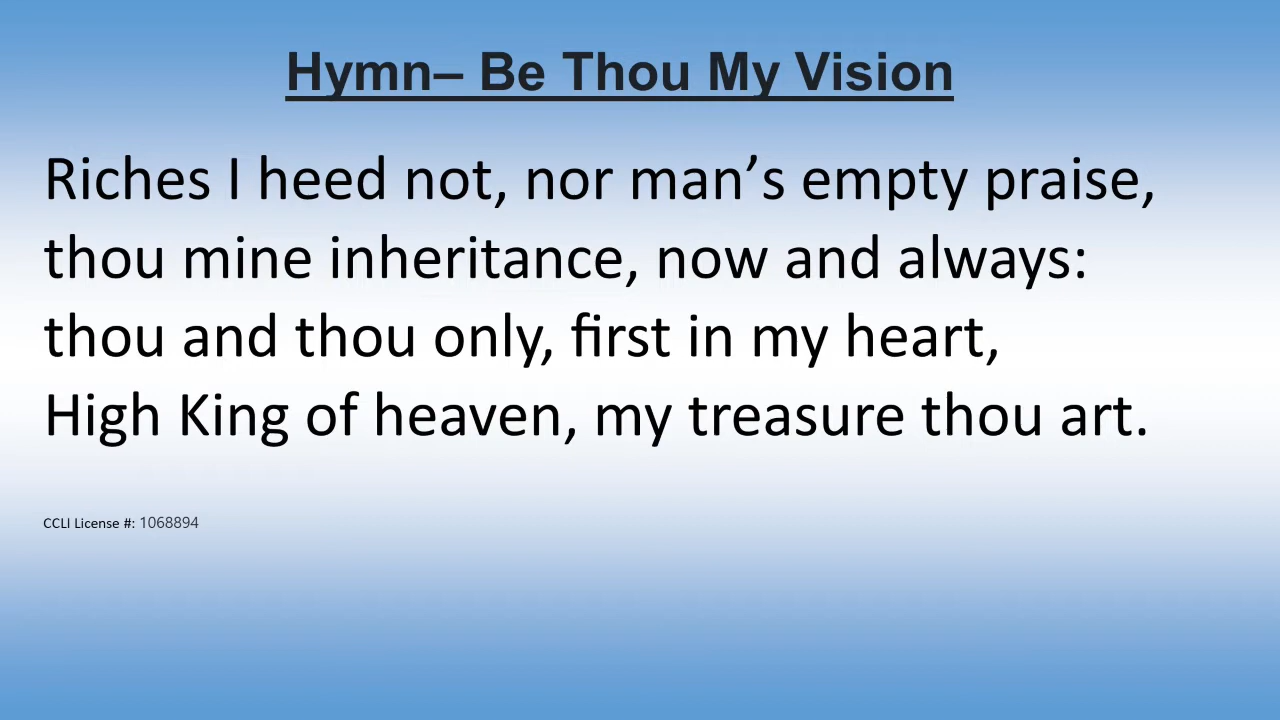 Hymn– Be Thou My Vision
Riches I heed not, nor man’s empty praise,
thou mine inheritance, now and always:
thou and thou only, first in my heart,
High King of heaven, my treasure thou art.
CCLI License #: 1068894